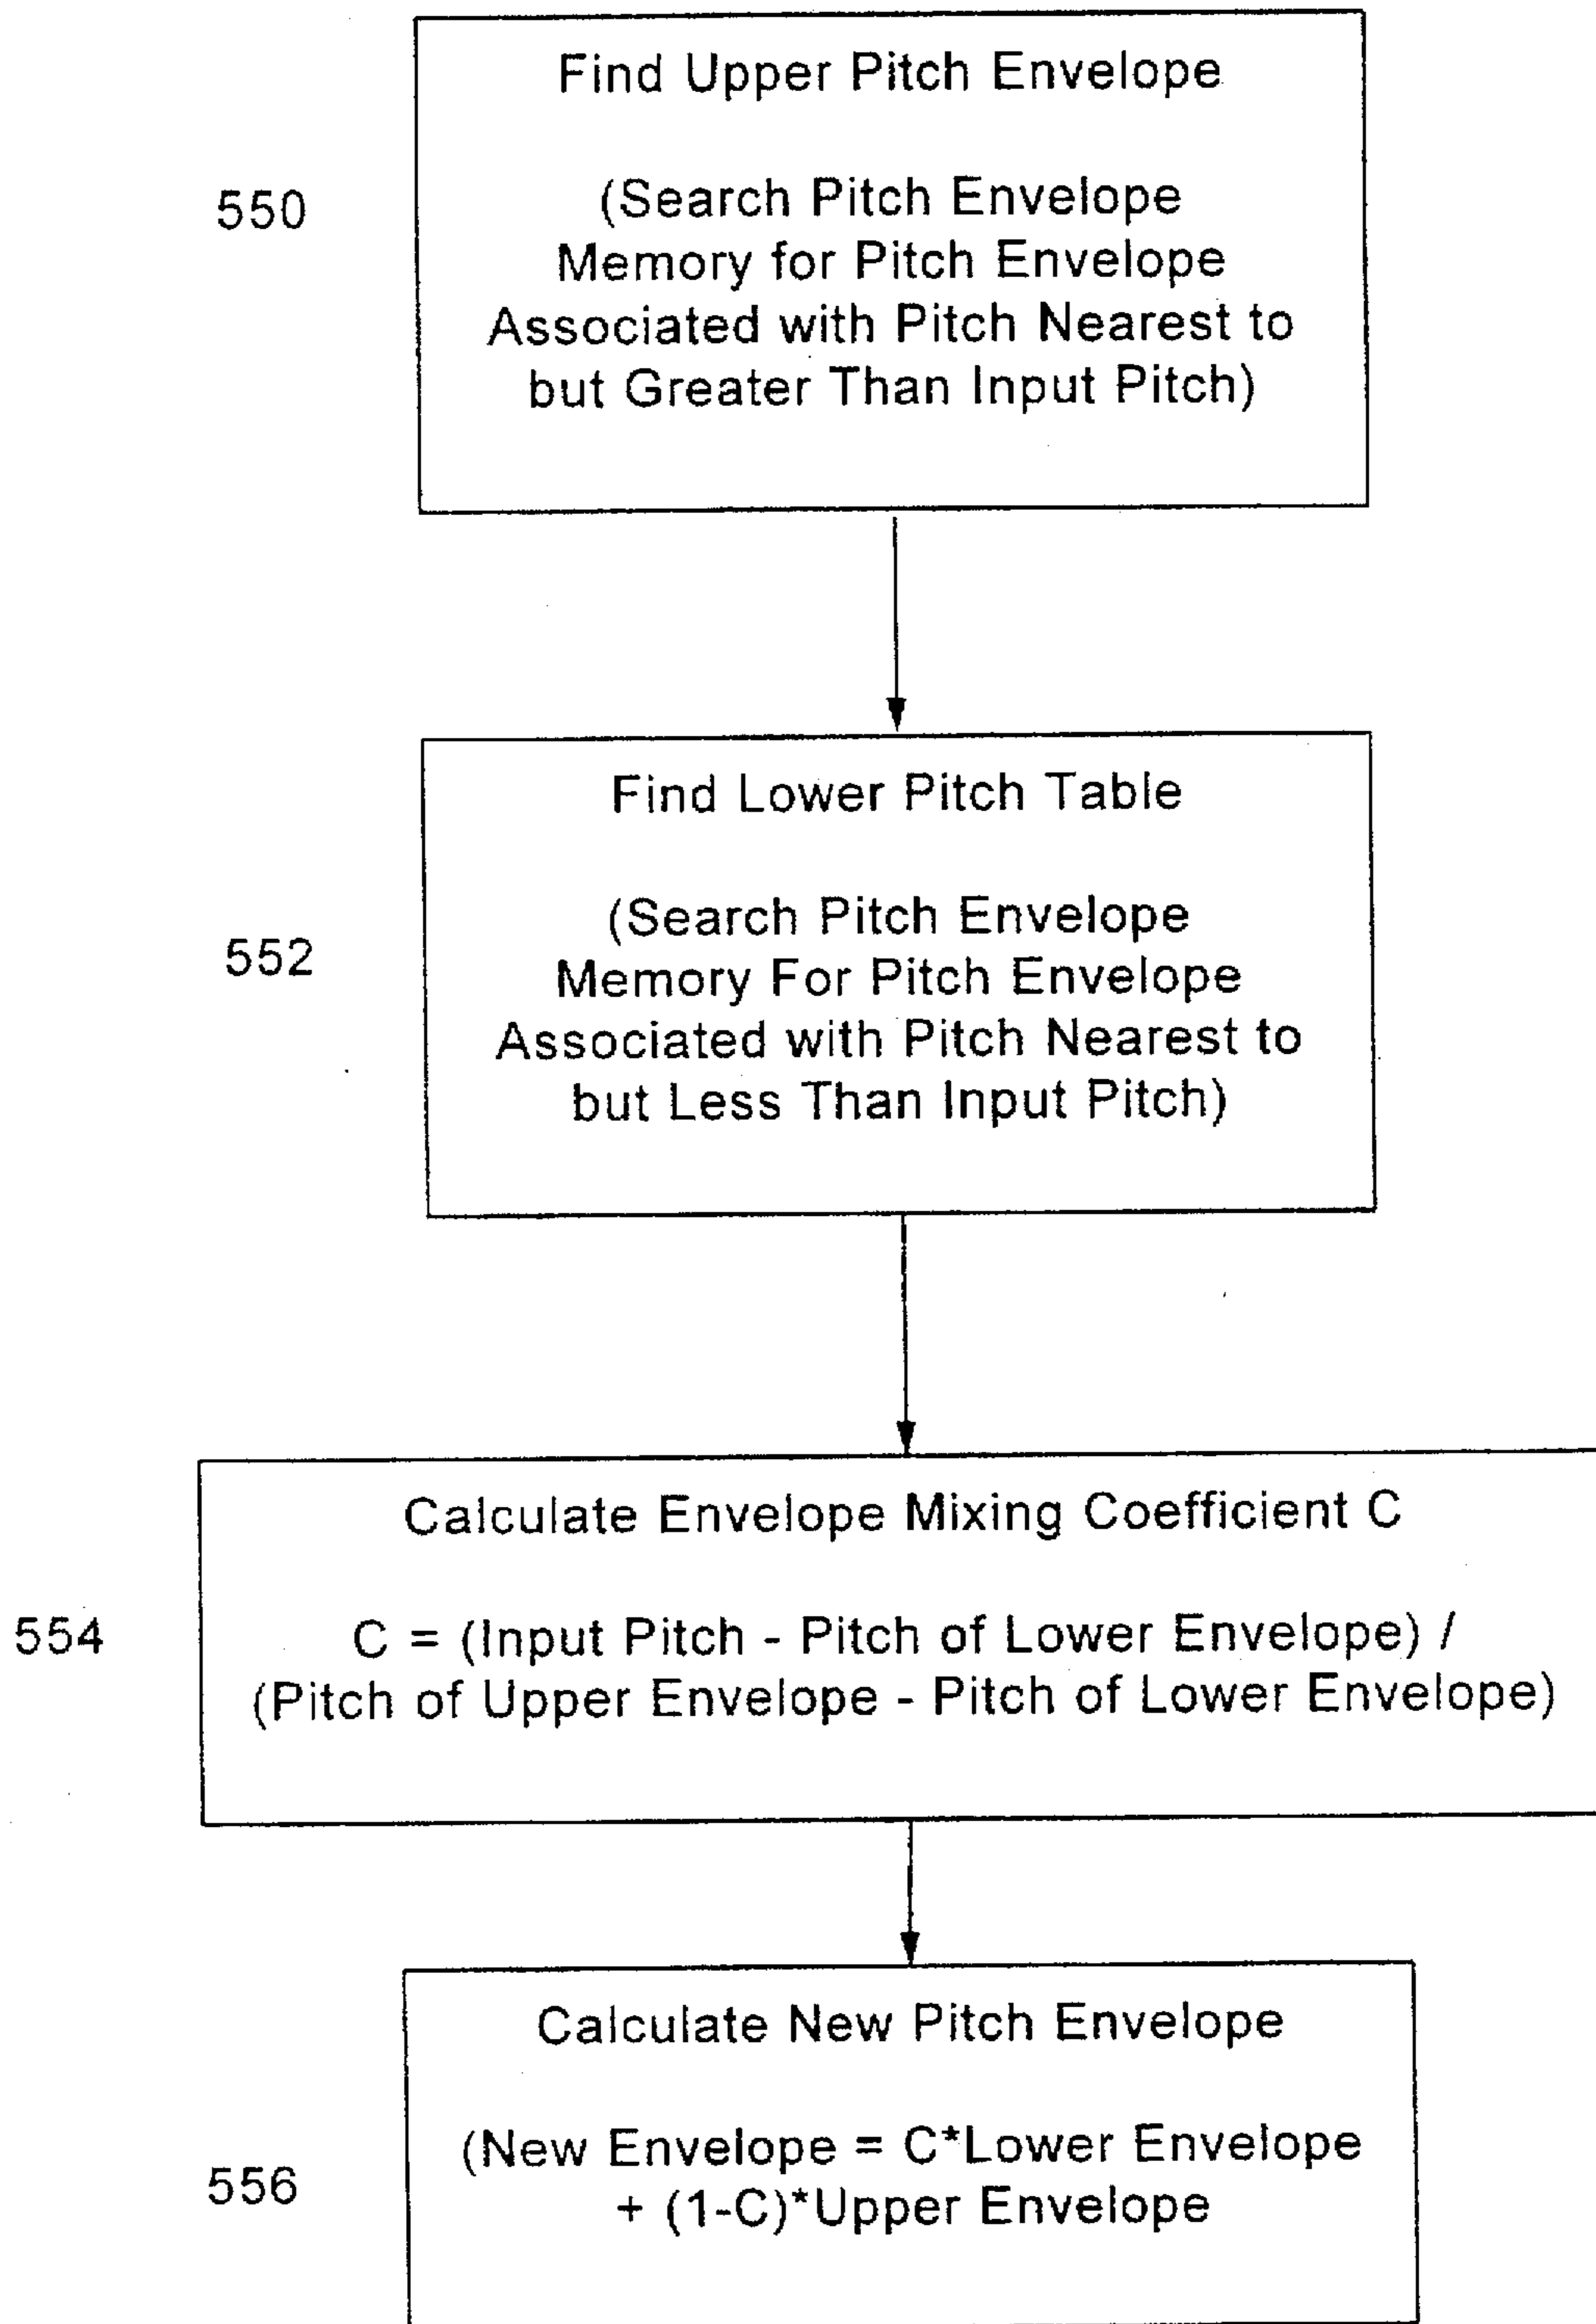 Find Upper Pitch Envelope
550
(Search Pitch Envelope
Memory for Pitch Envelope
Associated with Pitch Nearest to
but Greater Than Input Pitch)
Find Lower Pitch Table
552
(Search Pitch Envelope
Memory For Pitch Envelope
Associated with Pitch Nearest to
but Less Than Input Pitch)
Calculate Envelope Mixing Coefficient C
554
C = (Input Pitch - Pitch of Lower Envelope) /
(Pitch of Upper Envelope - Pitch of Lower Envelope)
Calculate New Pitch Envelope
556
(New Envelope = C*Lower Envelope
+ (1-C)*Upper Envelope